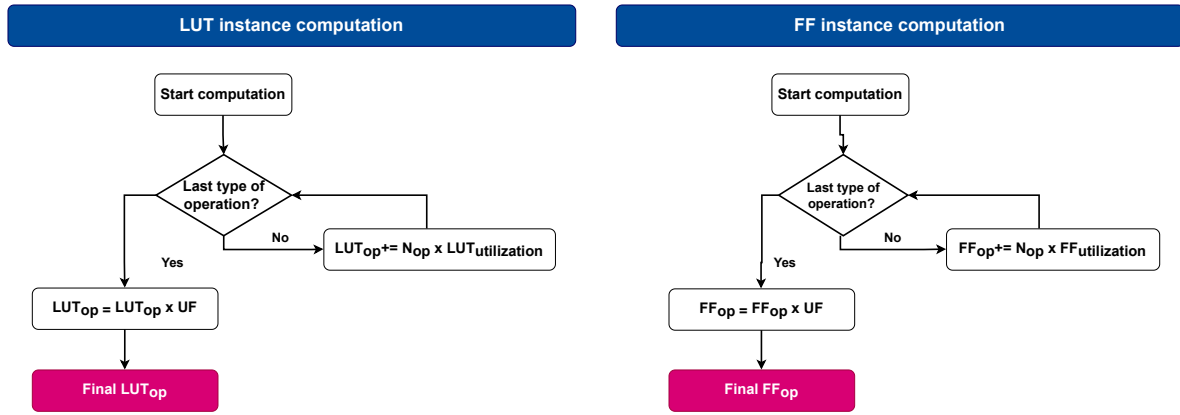 LUT instance computation
Start computation
Last type of
operation?
No
LUTop+= Nop x LUTutilization
Yes
LUTop = LUTop x UF
Final LUTop
FF instance computation
Start computation
Last type of
operation?
No
FFop+= Nop x FFutilization
Yes
FFop = FFop x UF
Final FFop